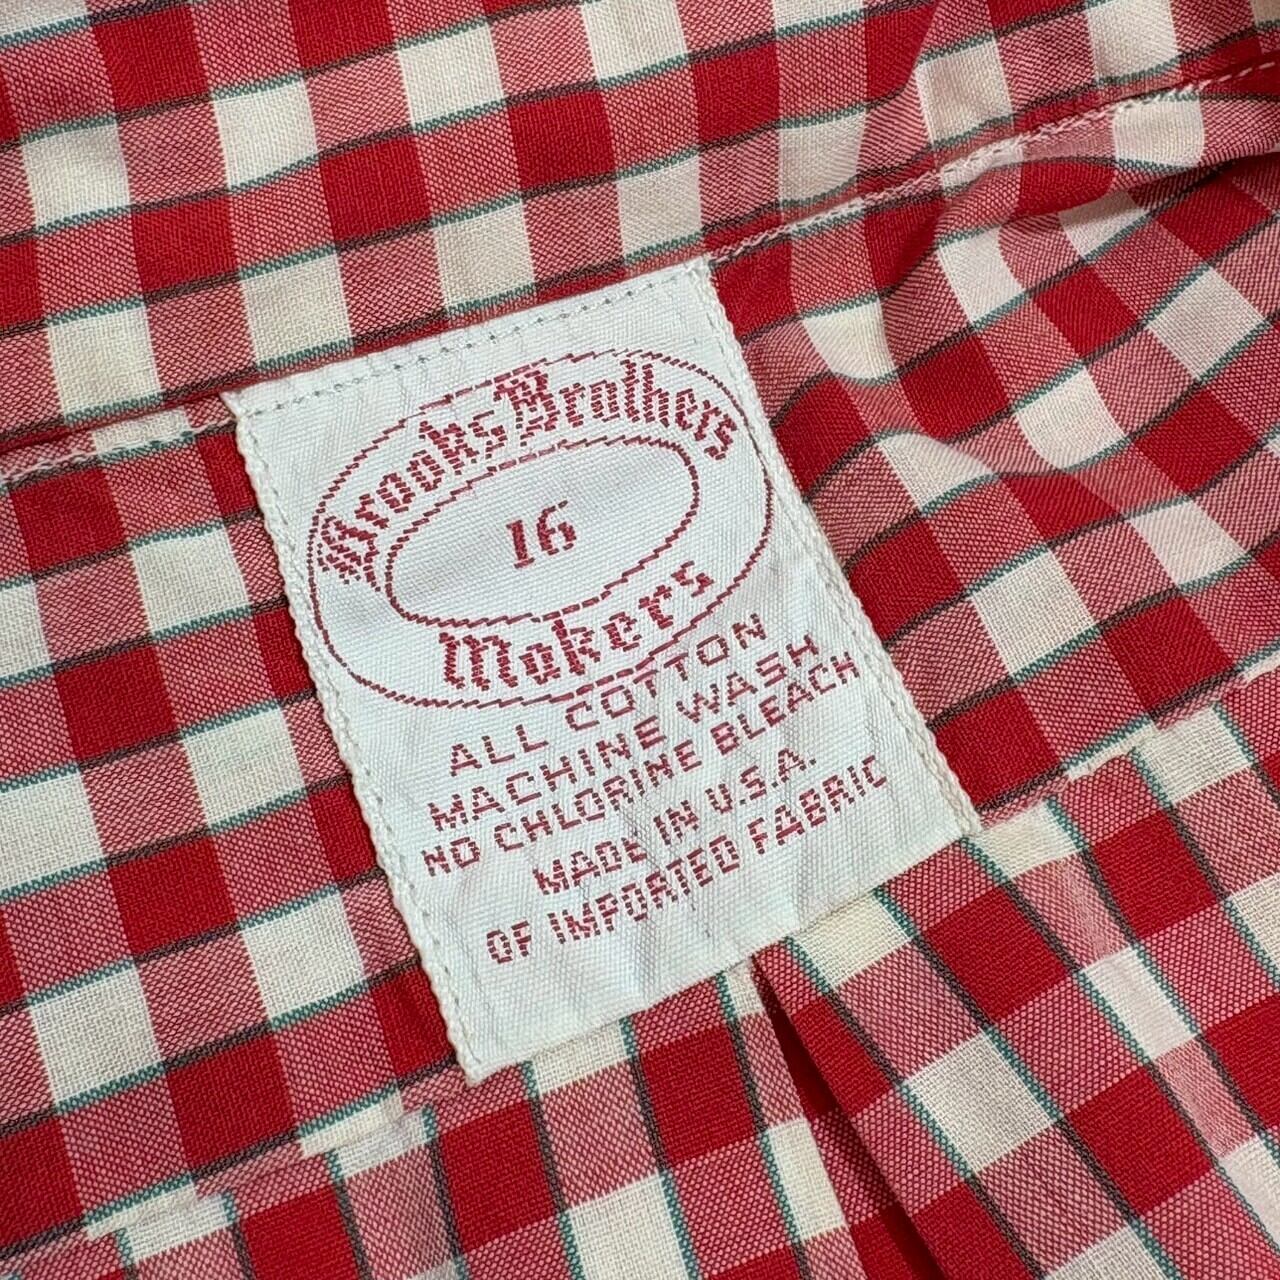 Brooks Brothers
16
Makers
ALL COTTON
MACHINE WASH
NO CHLORINE BLEACH
MADE IN U.S.A.
OF IMPORTED FABRIC